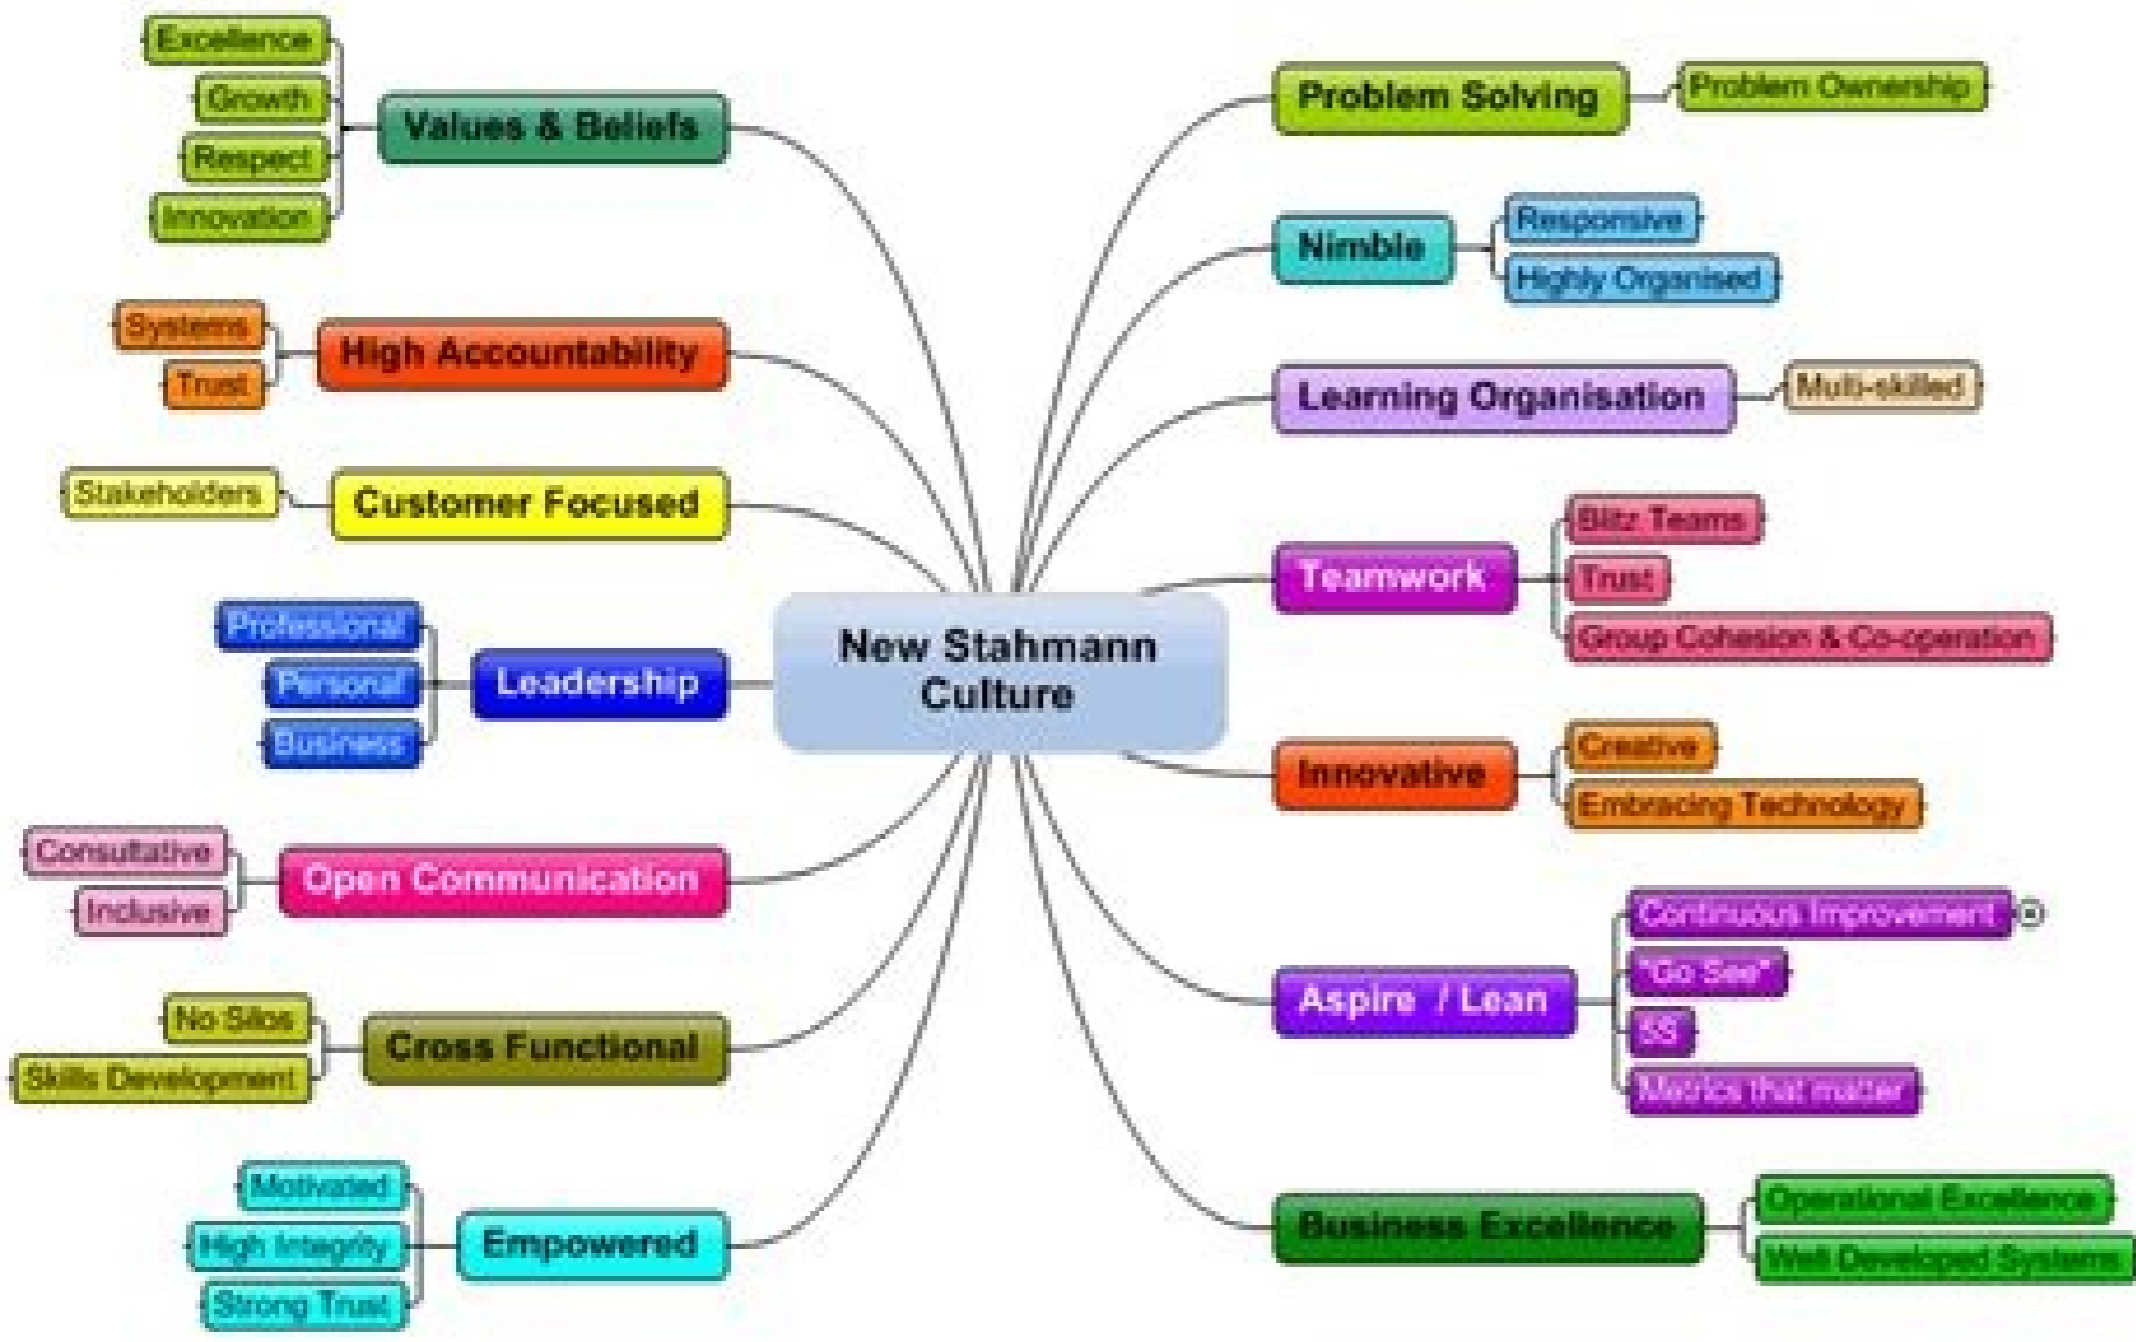 Excellence
Growth
Respect
Innovation
Values & Beliefs
Systems
Trust
High Accountability
Stakeholders
Customer Focused
Professional
Personal
Business
Leadership
Consultative
Inclusive
Open Communication
No Silos
Skills Development
Cross Functional
Motivated
High Integrity
Strong Trust
Empowered
New Stahmann
Culture
Problem Solving
Problem Ownership
Nimble
Responsive
Highly Organised
Learning Organisation
Multi-skilled
Teamwork
Blitz Teams
Trust
Group Cohesion & Co-operation
Innovative
Creative
Embracing Technology
Aspire / Lean
Continuous Improvement
"Go See"
5S
Metrics that matter
Business Excellence
Operational Excellence
Well Developed Systems